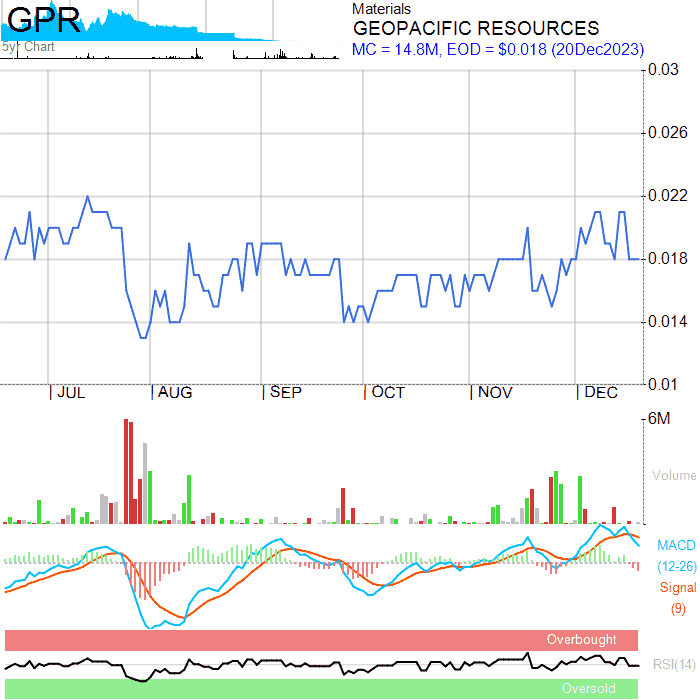 GPR
5yr Chart
Materials
GEOPACIFIC RESOURCES
MC = 14.8M, EOD = $0.018 (20Dec2023)
0.03
0.026
0.022
0.018
0.014
0.01
JUL AUG SEP OCT NOV DEC
6M
Volume
MACD
(12-26)
Signal
(9)
Overbought
RSI(14)
Oversold